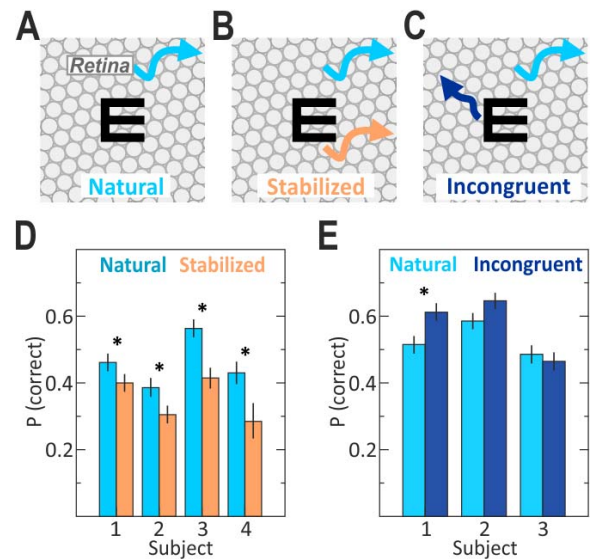 A
B
C
Retina
E
E
E
Natural
Stabilized
Incongruent
D
Natural Stabilized
P (correct)
0.6
0.4
0.2
*
*
*
*
1 2 3 4
Subject
E
Natural Incongruent
P (correct)
0.6
0.4
0.2
*
1 2 3
Subject